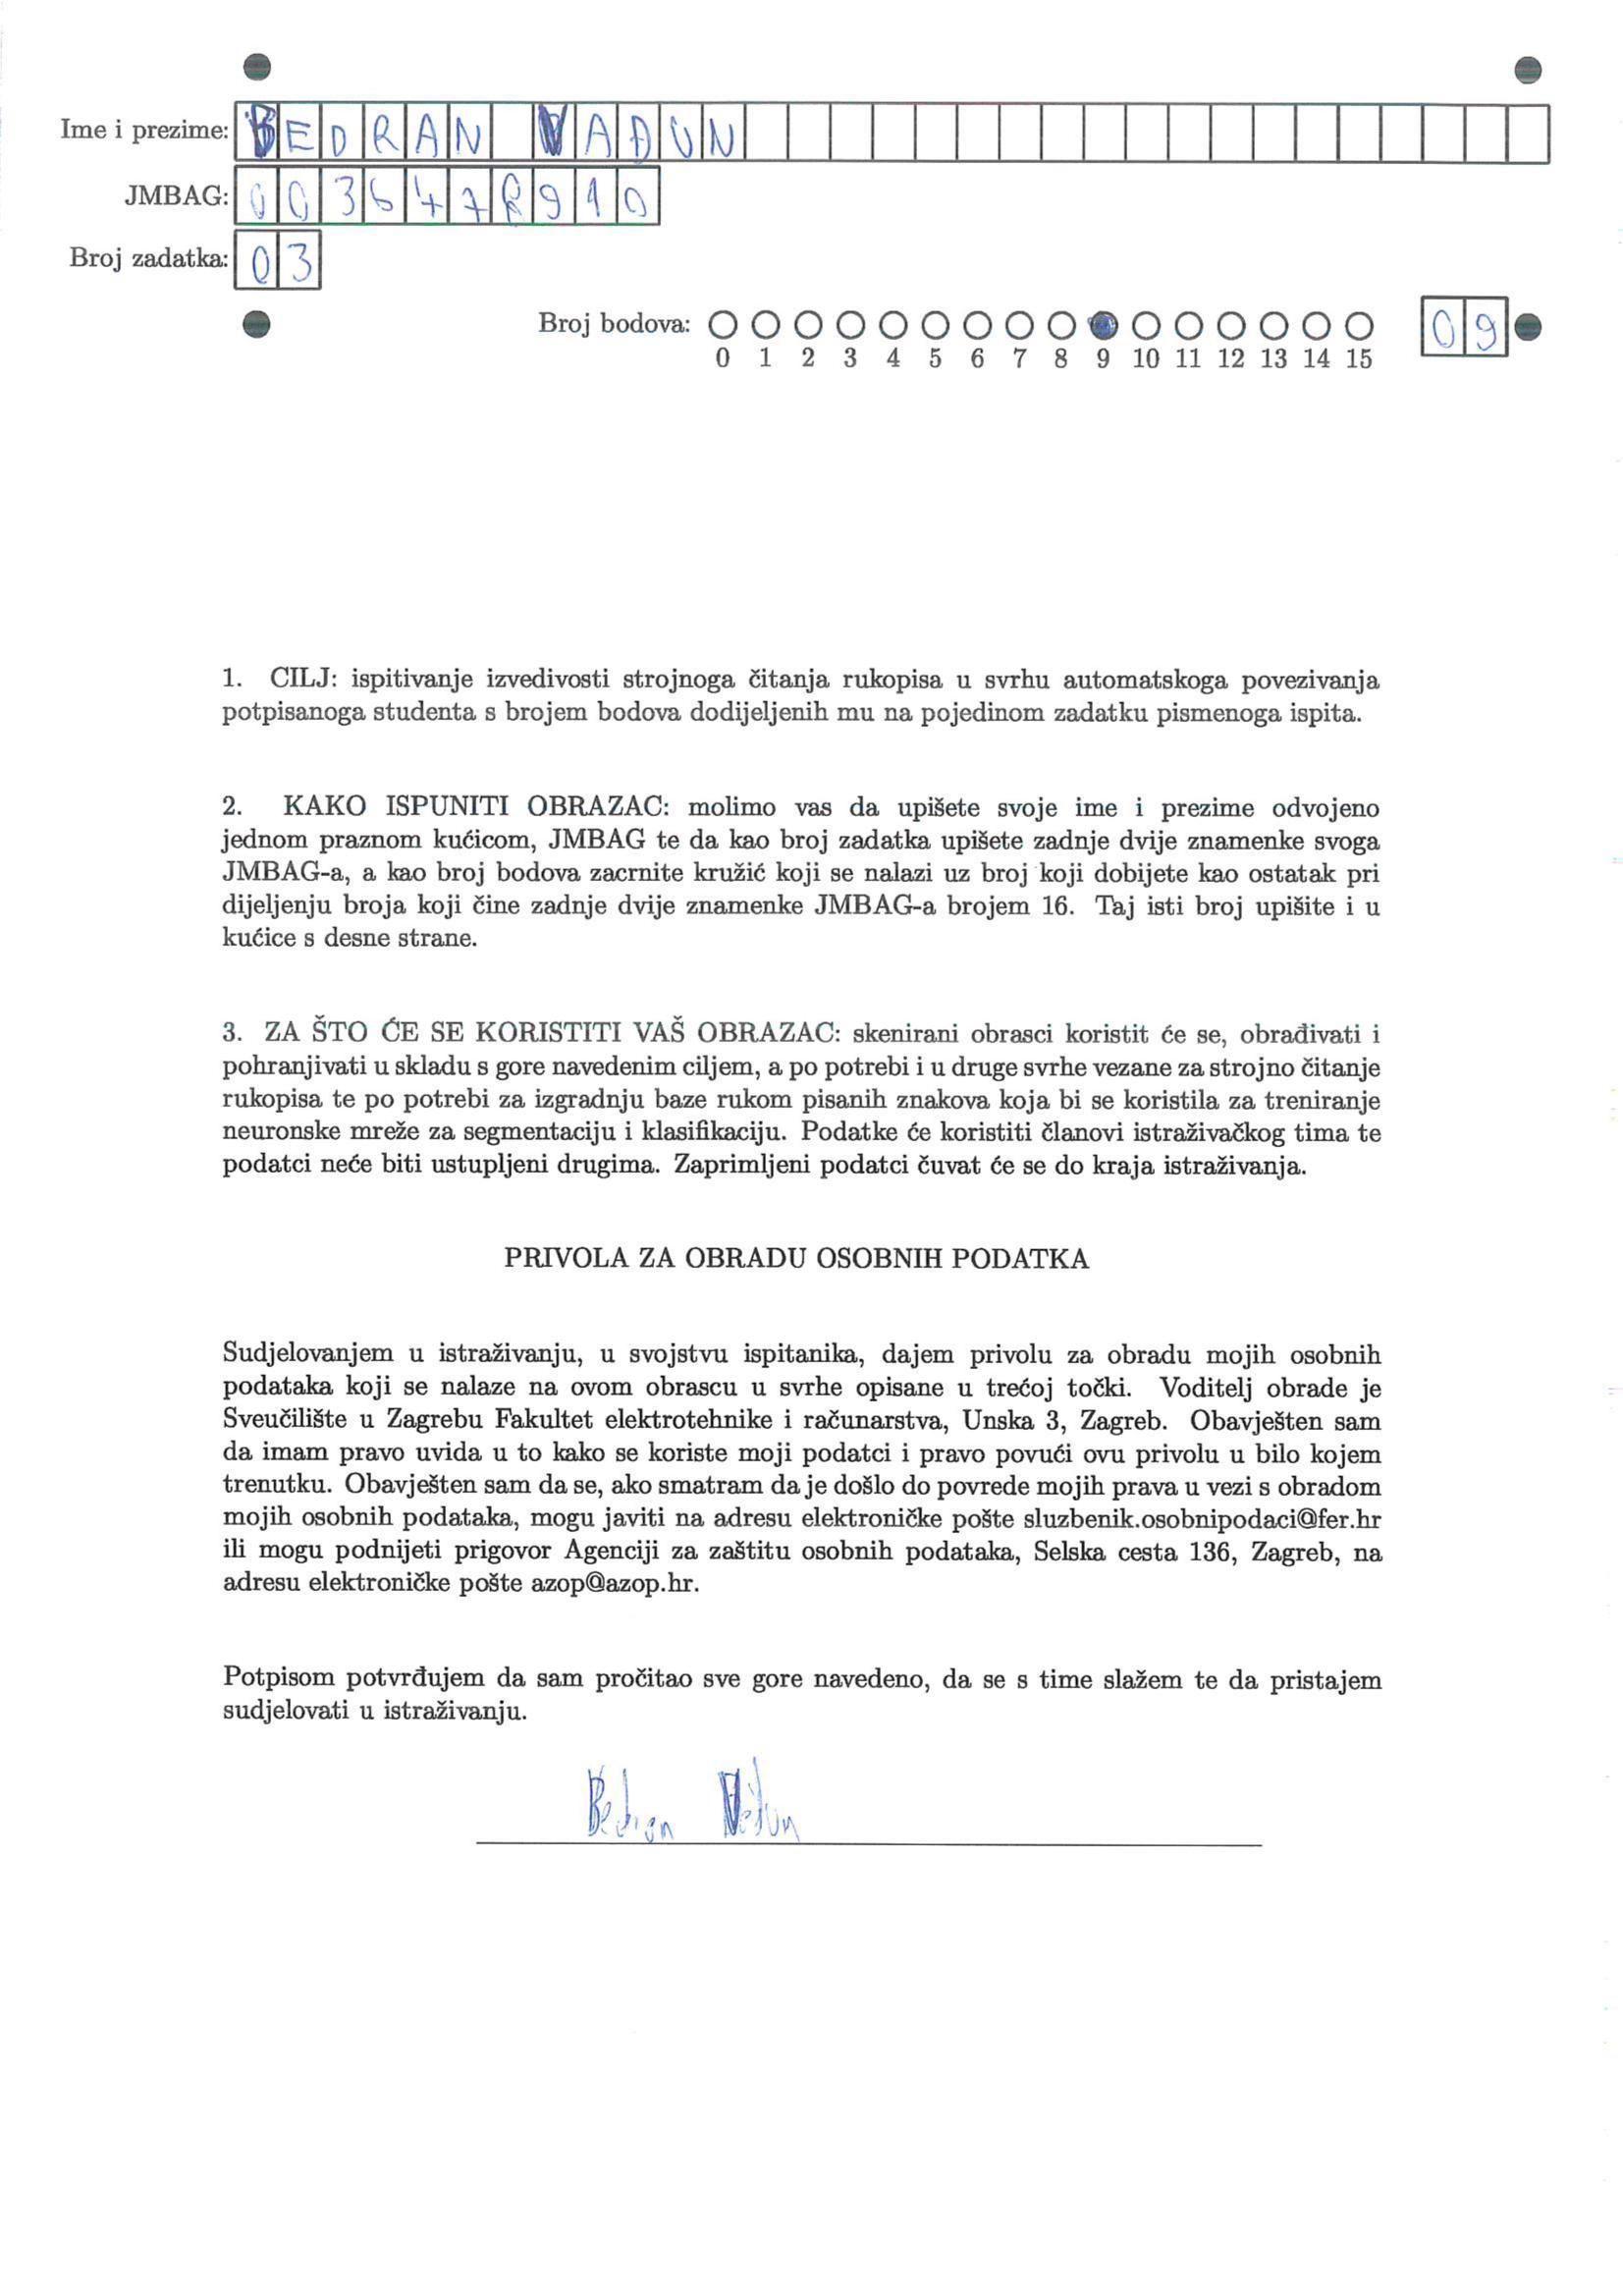 Ime i prezime: BEDRAN VAĐUN
JMBAG: 0036478910
Broj zadatka: 03
Broj bodova: 09
0 1 2 3 4 5 6 7 8 9 10 11 12 13 14 15
1. CILJ: ispitivanje izvedivosti strojnoga čitanja rukopisa u svrhu automatskoga povezivanja
potpisanoga studenta s brojem bodova dodijeljenih mu na pojedinom zadatku pismenoga ispita.
2. KAKO ISPUNITI OBRAZAC: molimo vas da upišete svoje ime i prezime odvojeno
jednom praznom kućicom, JMBAG te da kao broj zadatka upišete zadnje dvije znamenke svoga
JMBAG-a, a kao broj bodova zacrnite kružić koji se nalazi uz broj koji dobijete kao ostatak pri
dijeljenju broja koji čine zadnje dvije znamenke JMBAG-a brojem 16. Taj isti broj upišite i u
kućice s desne strane.
3. ZA ŠTO ĆE SE KORISTITI VAŠ OBRAZAC: skenirani obrasci koristit će se, obrađivati i
pohranjivati u skladu s gore navedenim ciljem, a po potrebi i u druge svrhe vezane za strojno čitanje
rukopisa te po potrebi za izgradnju baze rukom pisanih znakova koja bi se koristila za treniranje
neuronske mreže za segmentaciju i klasifikaciju. Podatke će koristiti članovi istraživačkog tima te
podatci neće biti ustupljeni drugima. Zaprimljeni podatci čuvat će se do kraja istraživanja.
PRIVOLA ZA OBRADU OSOBNIH PODATKA
Sudjelovanjem u istraživanju, u svojstvu ispitanika, dajem privolu za obradu mojih osobnih
podataka koji se nalaze na ovom obrascu u svrhe opisane u trećoj točki. Voditelj obrade je
Sveučilište u Zagrebu Fakultet elektrotehnike i računarstva, Unska 3, Zagreb. Obavješten sam
da imam pravo uvida u to kako se koriste moji podatci i pravo povući ovu privolu u bilo kojem
trenutku. Obavješten sam da se, ako smatram da je došlo do povrede mojih prava u vezi s obradom
mojih osobnih podataka, mogu javiti na adresu elektroničke pošte sluzbenik.osobnipodaci@fer.hr
ili mogu podnijeti prigovor Agenciji za zaštitu osobnih podataka, Selska cesta 136, Zagreb, na
adresu elektroničke pošte azop@azop.hr.
Potpisom potvrđujem da sam pročitao sve gore navedeno, da se s time slažem te da pristajem
sudjelovati u istraživanju.
Bedran Vađun